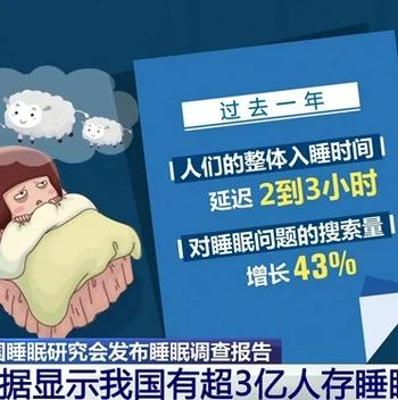 过去一年
人们的整体入睡时间
延迟2到3小时
对睡眠问题的搜索量
增长43%
国睡眠研究会发布睡眠调查报告
据显示我国有超3亿人存睡眠